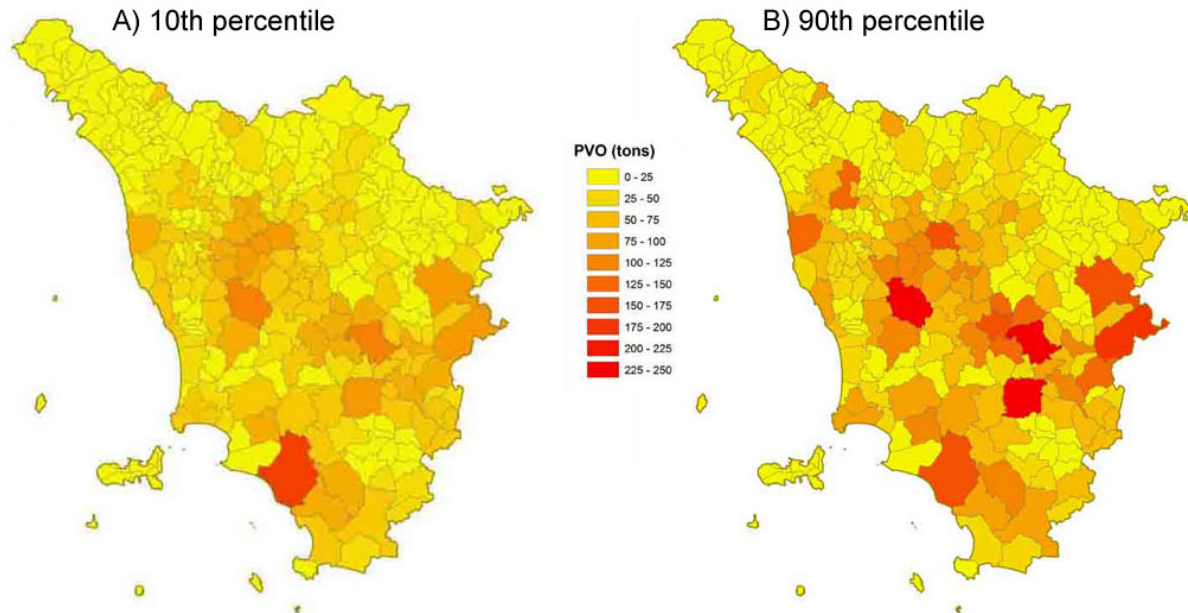 A) 10th percentile
B) 90th percentile
PVO (tons)
0 - 25
25 - 50
50 - 75
75 - 100
100 - 125
125 - 150
150 - 175
175 - 200
200 - 225
225 - 250